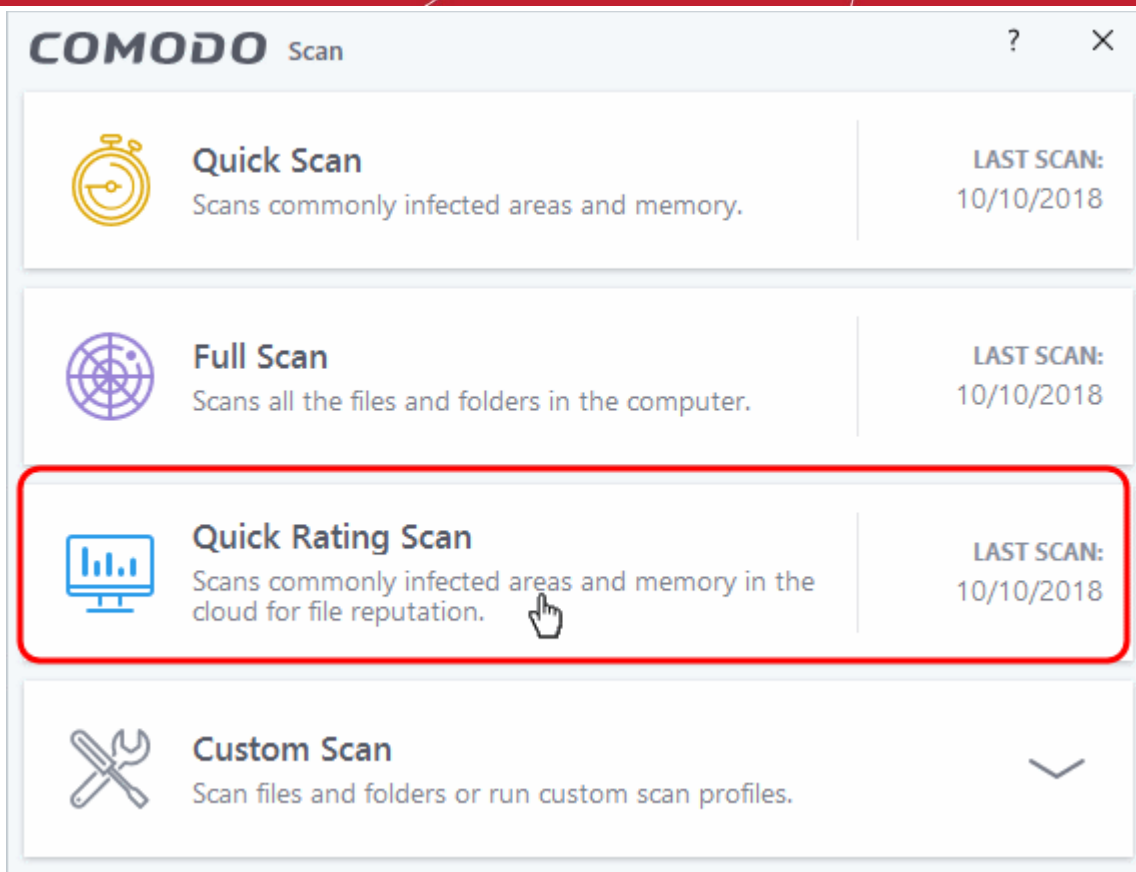 COMODO Scan ?
Quick Scan
Scans commonly infected areas and memory.
LAST SCAN:
10/10/2018
Full Scan
Scans all the files and folders in the computer.
LAST SCAN:
10/10/2018
Quick Rating Scan
Scans commonly infected areas and memory in the
cloud for file reputation.
LAST SCAN:
10/10/2018
Custom Scan
Scan files and folders or run custom scan profiles.